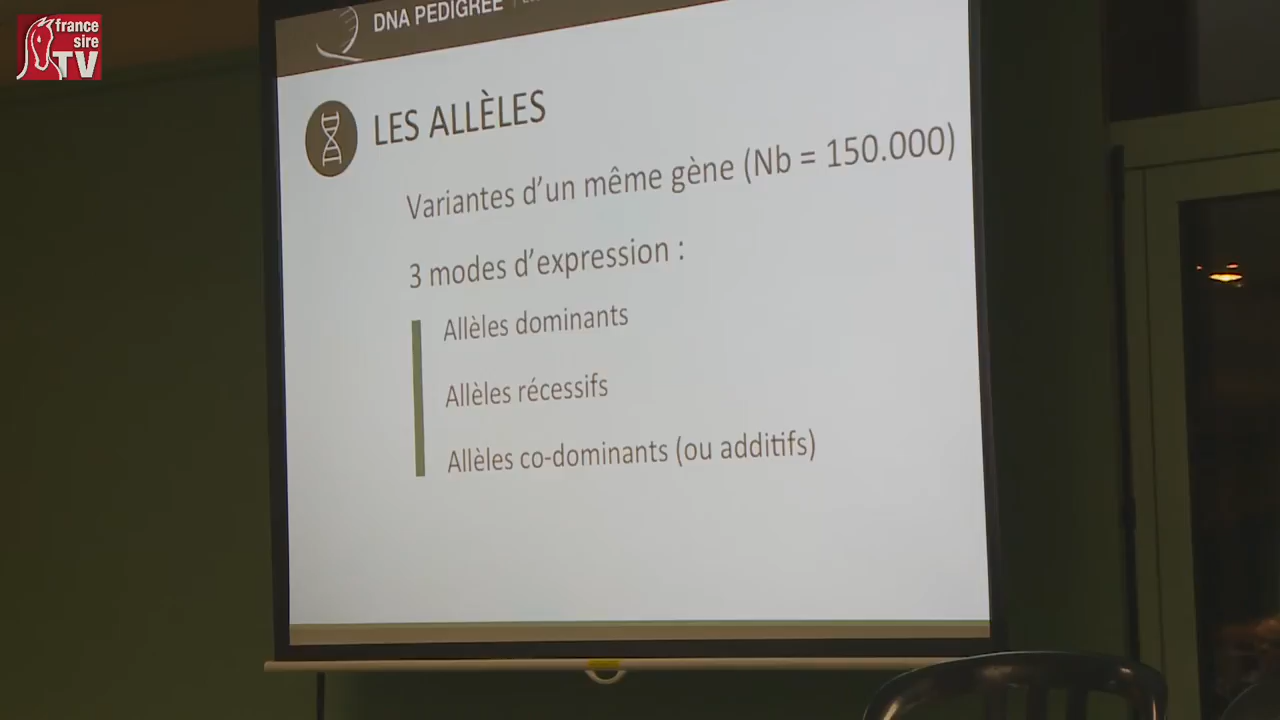 france
sire
TV
DNA PEDIGREE
LES ALLÈLES
Variantes d'un même gène (Nb = 150.000)
3 modes d'expression :
Allèles dominants
Allèles récessifs
Allèles co-dominants (ou additifs)